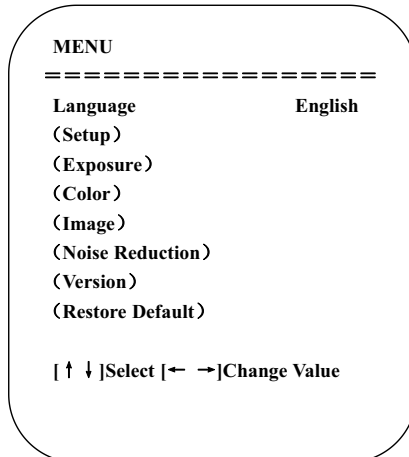 MENU
=================
Language English
（Setup）
（Exposure）
（Color）
（Image）
（Noise Reduction）
（Version）
（Restore Default）
[↑ ↓]Select [← →]Change Value